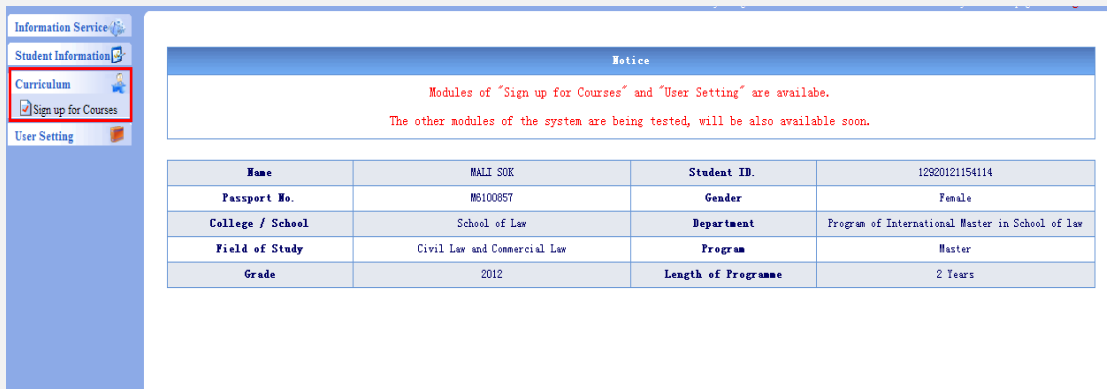 Information Service
Student Information
Curriculum
Sign up for Courses
User Setting
Notice
Modules of "Sign up for Courses" and "User Setting" are availabe.
The other modules of the system are being tested, will be also available soon.
Name MALI SOK Student ID. 12920121154114
Passport No. M6100857 Gender Female
College / School School of Law Department Program of International Master in School of law
Field of Study Civil Law and Commercial Law Program Master
Grade 2012 Length of Programme 2 Years